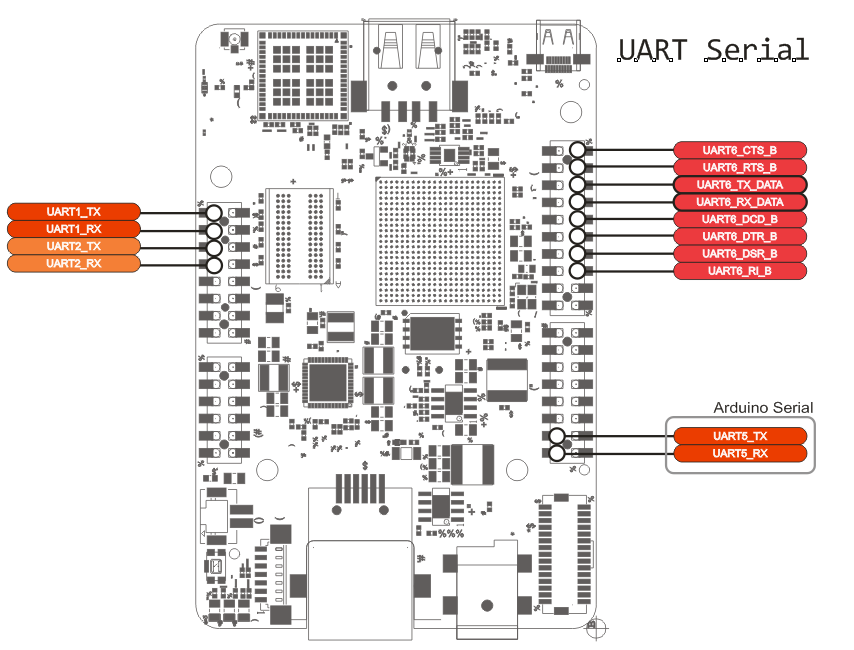 UART Serial
UART6_CTS_B
UART6_RTS_B
UART6_TX_DATA
UART6_RX_DATA
UART6_DCD_B
UART6_DTR_B
UART6_DSR_B
UART6_RI_B
UART1_TX
UART1_RX
UART2_TX
UART2_RX
Arduino Serial
UART5_TX
UART5_RX